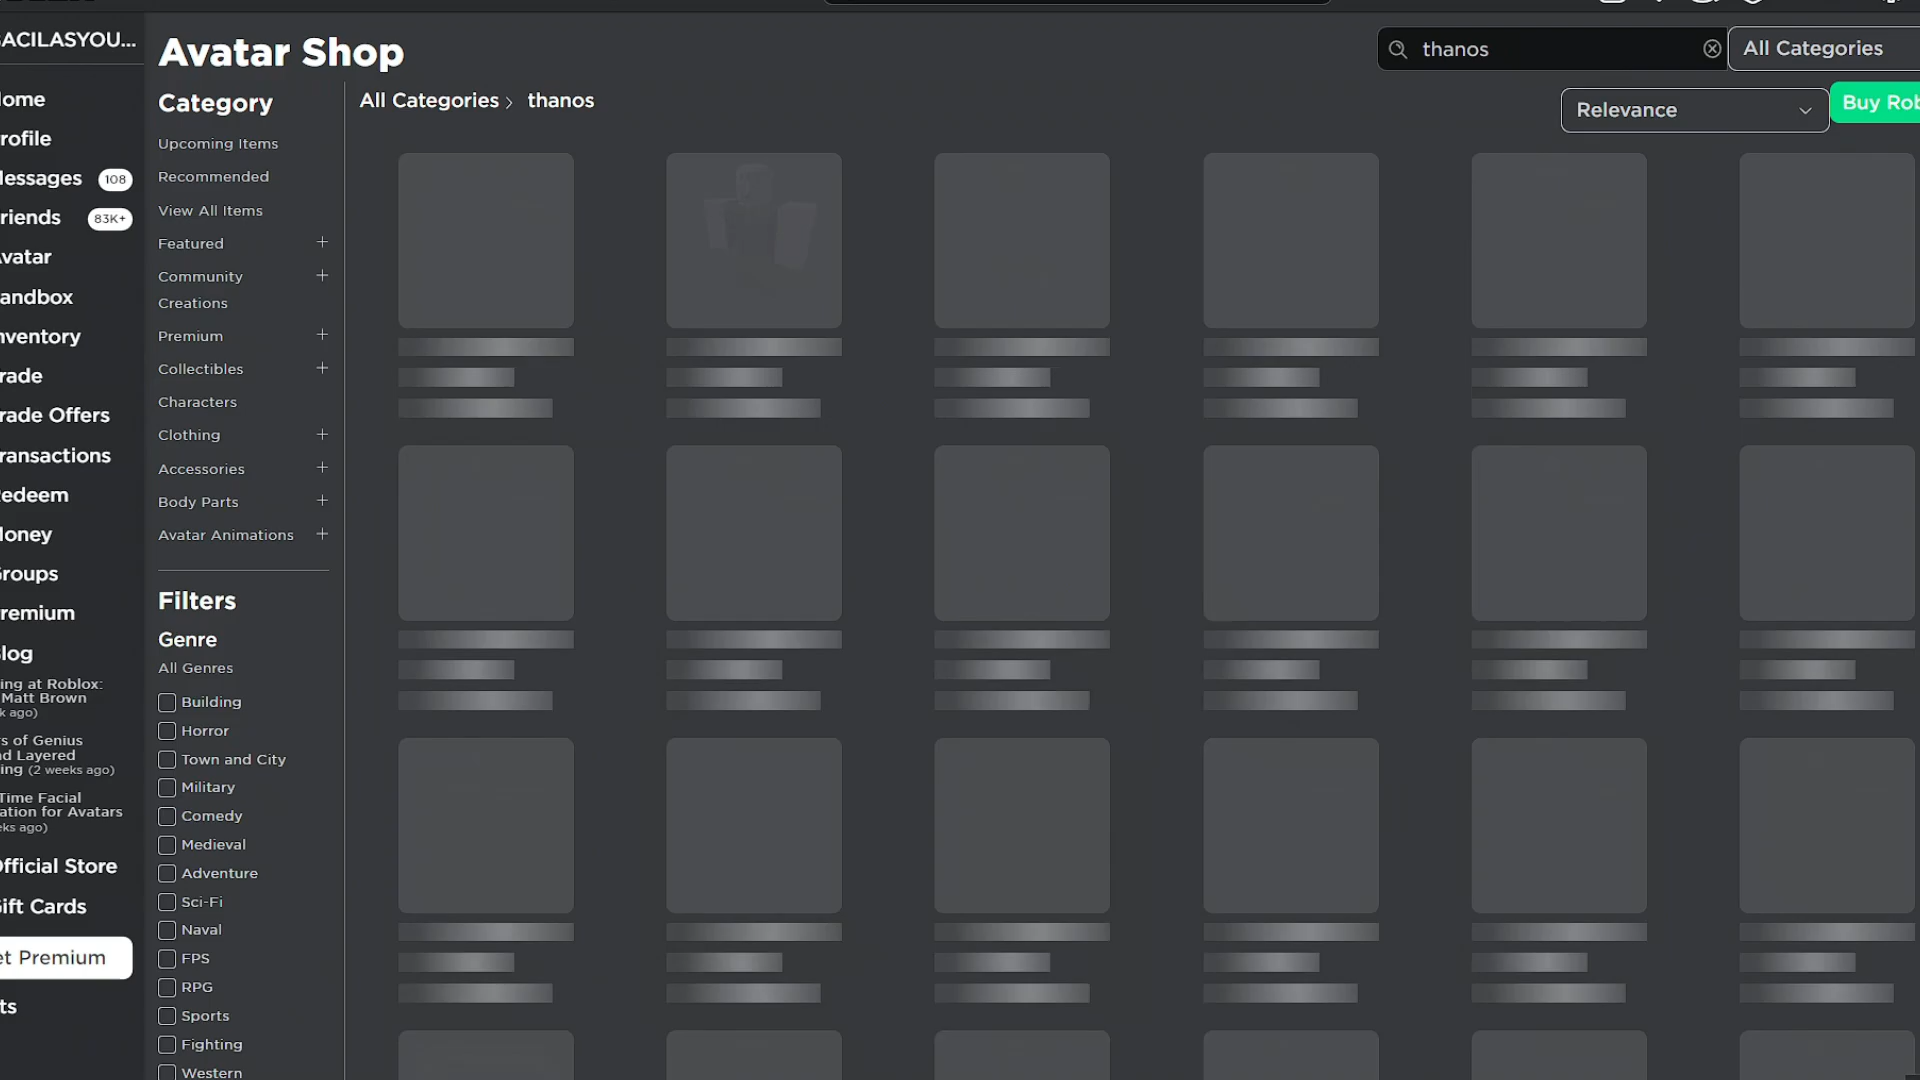 ACILASYOU...
Avatar Shop
thanos
All Categories
ome
rofile
essages 108
riends 83K+
vatar
andbox
nventory
rade
rade Offers
ransactions
edeem
oney
roups
remium
log
ing at Roblox:
Matt Brown
k ago)
s of Genius
d Layered
ing (2 weeks ago)
Time Facial
ation for Avatars
eks ago)
fficial Store
ift Cards
et Premium
ts
Category
Upcoming Items
Recommended
View All Items
Featured +
Community +
Creations
Premium +
Collectibles +
Characters
Clothing +
Accessories +
Body Parts +
Avatar Animations +
Filters
Genre
All Genres
Building
Horror
Town and City
Military
Comedy
Medieval
Adventure
Sci-Fi
Naval
FPS
RPG
Sports
Fighting
Western
All Categories > thanos
Relevance
Buy Rob